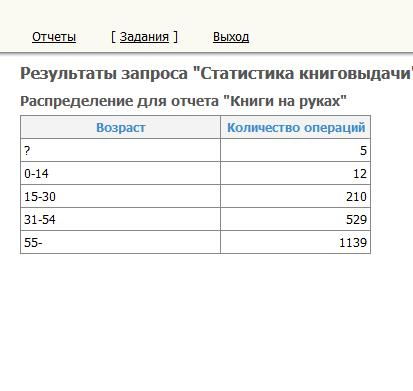 Отчеты [ Задания ] Выход
Результаты запроса "Статистика книговыдачи"
Распределение для отчета "Книги на руках"
Возраст Количество операций
? 5
0-14 12
15-30 210
31-54 529
55- 1139